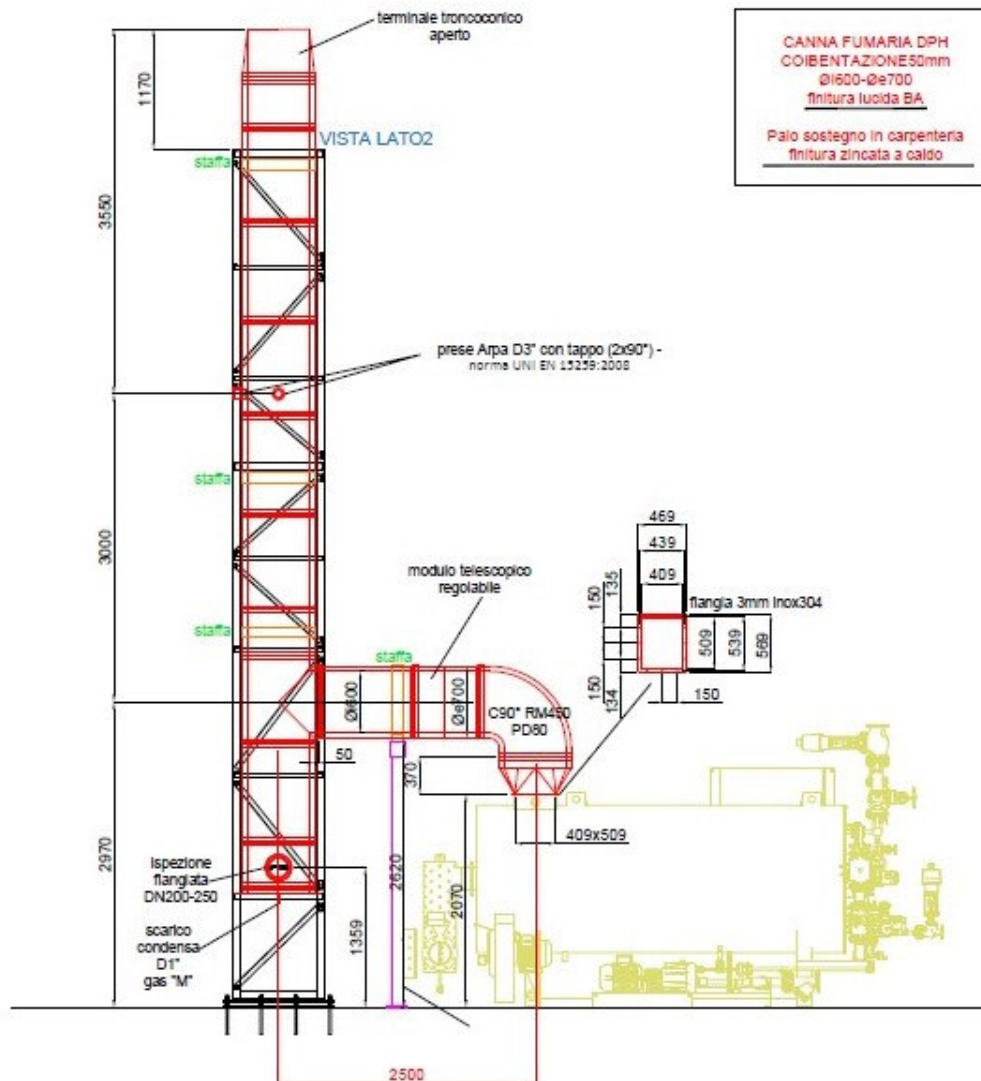 terminale troncoconico
aperto
CANNA FUMARIA DPH
COIBENTAZIONE50mm
Øi600-Øe700
finitura lucida BA
Palo sostegno in carpenteria
finitura zincata a caldo
1170
VISTA LATO2
staffa
3550
prese Arpa D3" con tappo (2x90°) -
norma UNI EN 15259:2008
staffa
469
439
409
3000
modulo telescopico
regolabile
150
135
flangia 3mm inox304
509
539
569
staffa
staffa
150
134
150
Øi600
Øe700
C90° RM450
PD80
50
370
409x509
2970
ispezione
flangiata
DN200-250
2620
2070
1359
scarico
condensa
D1"
gas "M"
2500